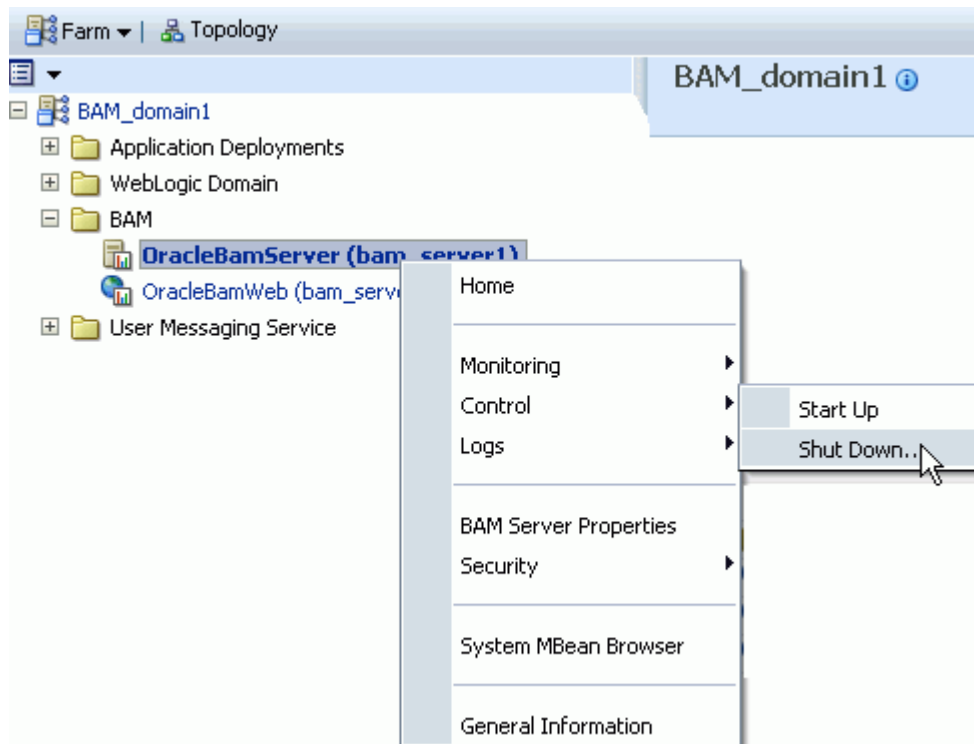 Farm Topology
BAM_domain1
BAM_domain1
Application Deployments
WebLogic Domain
BAM
OracleBamServer (bam_server1)
OracleBamWeb (bam_serv
User Messaging Service
Home
Monitoring
Control
Logs
BAM Server Properties
Security
System MBean Browser
General Information
Start Up
Shut Down..